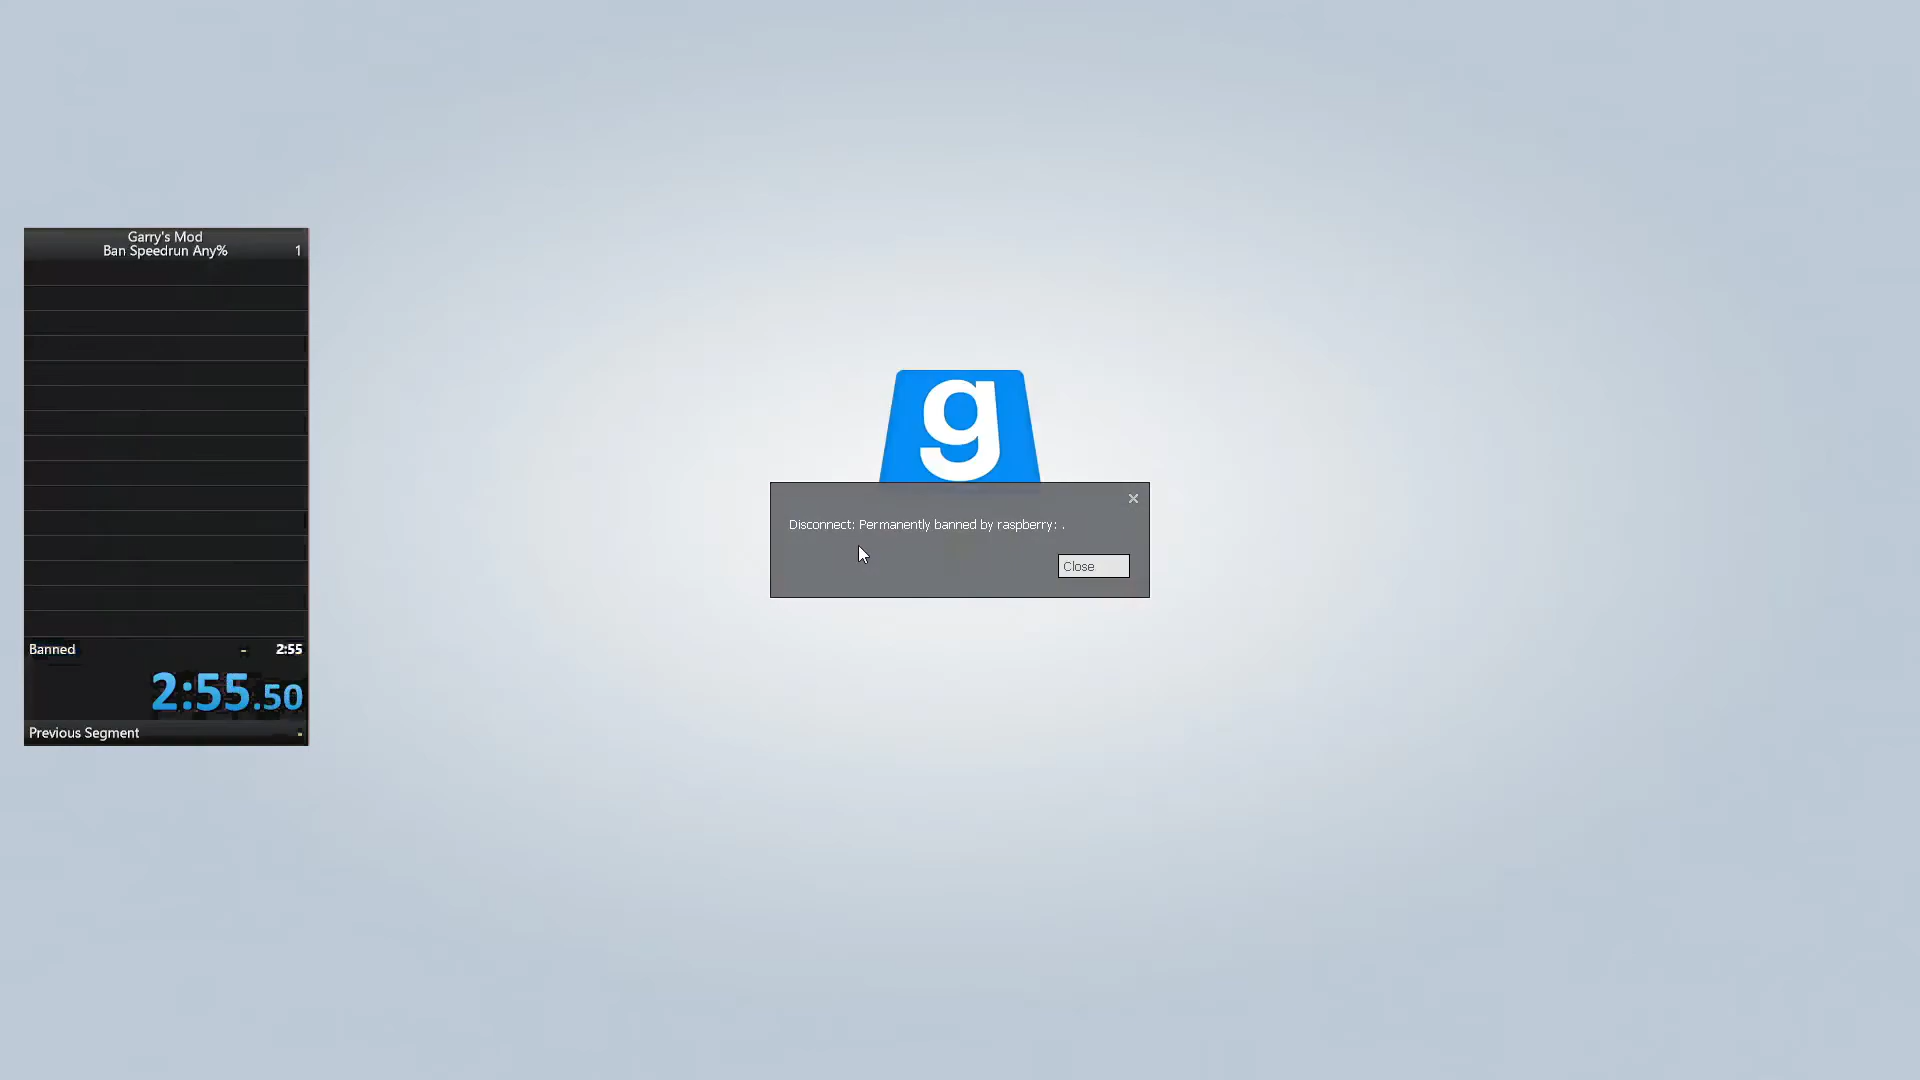 Garry's Mod
Ban Speedrun Any% 1
g
Disconnect: Permanently banned by raspberry: .
Close
Banned - 2:55
2:55.50
Previous Segment -